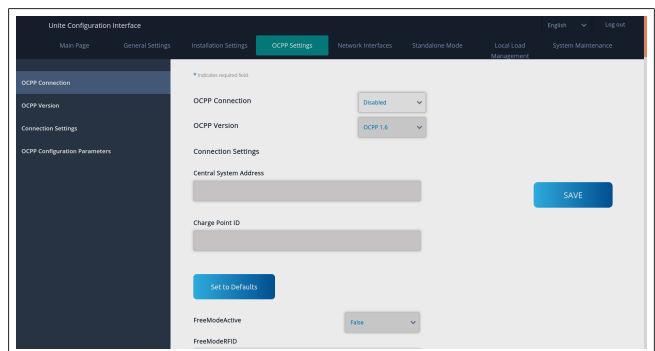 Unite Configuration Interface
English
Log out
Main Page
General Settings
Installation Settings
OCPP Settings
Network Interfaces
Standalone Mode
Local Load
Management
System Maintenance
* Indicates required field.
OCPP Connection
OCPP Version
Connection Settings
OCPP Configuration Parameters
OCPP Connection
Disabled
OCPP Version
OCPP 1.6
Connection Settings
Central System Address
SAVE
Charge Point ID
Set to Defaults
FreeModeActive
False
FreeModeRFID